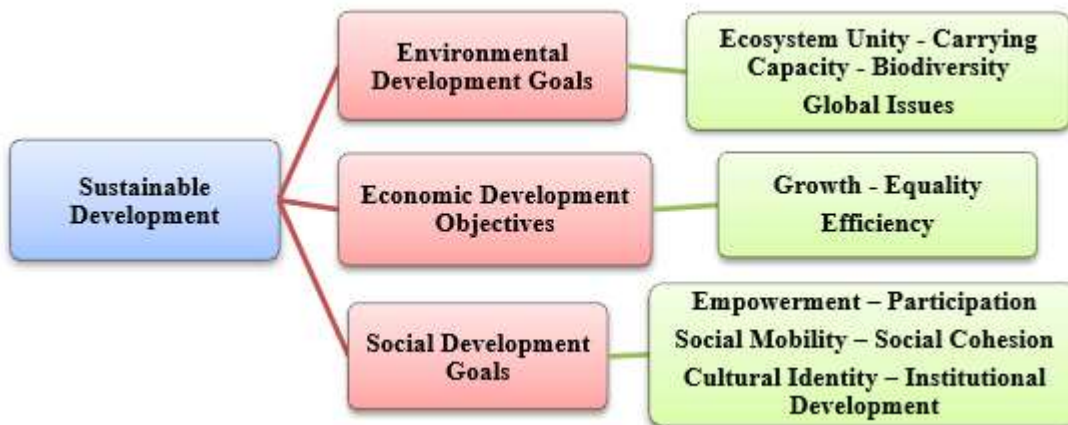 Sustainable
Development
Environmental
Development Goals
Ecosystem Unity - Carrying
Capacity - Biodiversity
Global Issues
Economic Development
Objectives
Growth - Equality
Efficiency
Social Development
Goals
Empowerment – Participation
Social Mobility – Social Cohesion
Cultural Identity – Institutional
Development